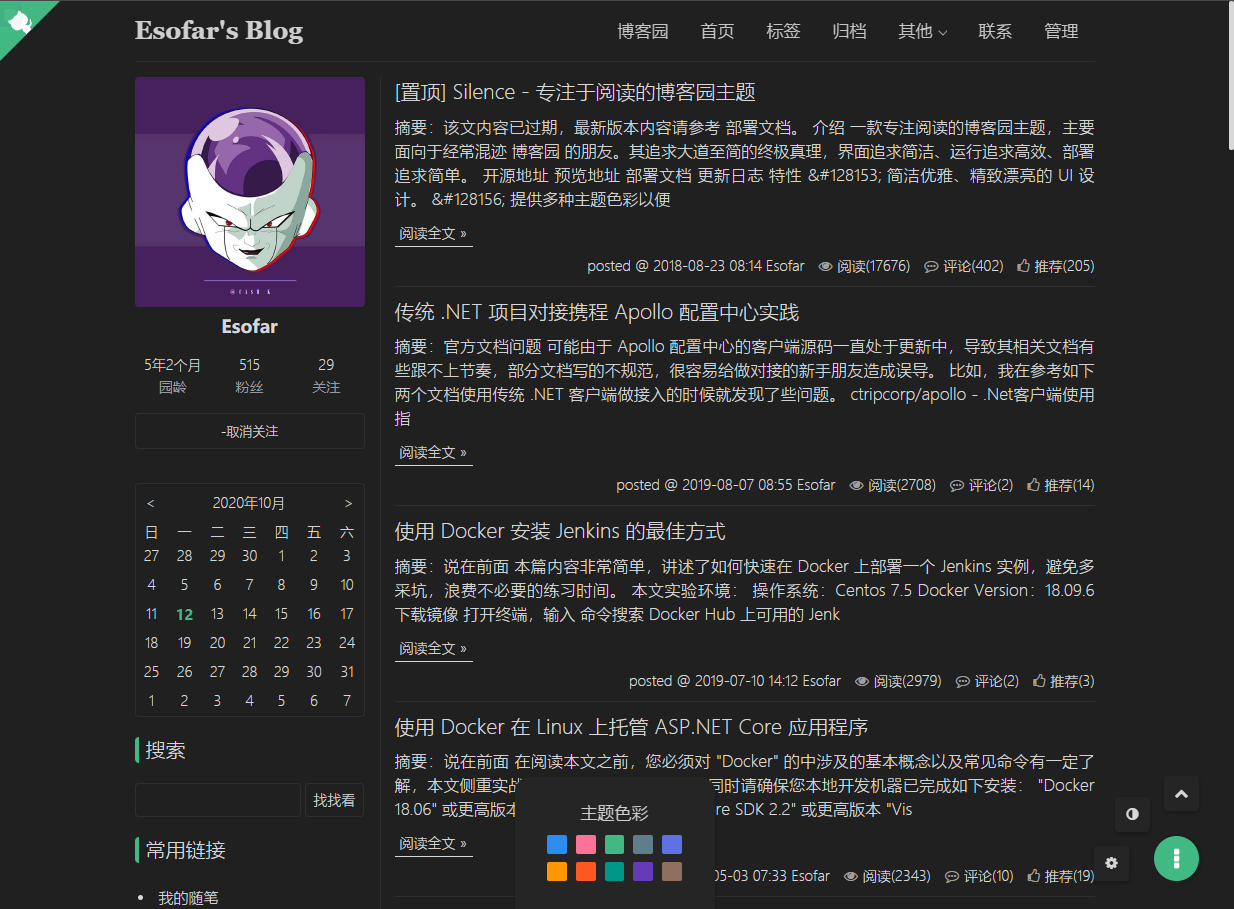 Esofar's Blog
博客园 首页 标签 归档 其他 联系 管理
Esofar
5年2个月 515 29
园龄 粉丝 关注
-取消关注
< 2020年10月 >
日 一 二 三 四 五 六
27 28 29 30 1 2 3
4 5 6 7 8 9 10
11 12 13 14 15 16 17
18 19 20 21 22 23 24
25 26 27 28 29 30 31
1 2 3 4 5 6 7
搜索
找找看
常用链接
我的随笔
[置顶] Silence - 专注于阅读的博客园主题
摘要：该文内容已过期，最新版本内容请参考 部署文档。 介绍 一款专注阅读的博客园主题，主要
面向于经常混迹 博客园 的朋友。其追求大道至简的终极真理，界面追求简洁、运行追求高效、部署
追求简单。 开源地址 预览地址 部署文档 更新日志 特性 &#128153; 简洁优雅、精致漂亮的 UI 设
计。 &#128156; 提供多种主题色彩以便
阅读全文 »
posted @ 2018-08-23 08:14 Esofar 阅读(17676) 评论(402) 推荐(205)
传统 .NET 项目对接携程 Apollo 配置中心实践
摘要：官方文档问题 可能由于 Apollo 配置中心的客户端源码一直处于更新中，导致其相关文档有
些跟不上节奏，部分文档写的不规范，很容易给做对接的新手朋友造成误导。 比如，我在参考如下
两个文档使用传统 .NET 客户端做接入的时候就发现了些问题。 ctripcorp/apollo - .Net客户端使用
指
阅读全文 »
posted @ 2019-08-07 08:55 Esofar 阅读(2708) 评论(2) 推荐(14)
使用 Docker 安装 Jenkins 的最佳方式
摘要：说在前面 本篇内容非常简单，讲述了如何快速在 Docker 上部署一个 Jenkins 实例，避免多
采坑，浪费不必要的练习时间。 本文实验环境： 操作系统：Centos 7.5 Docker Version：18.09.6
下载镜像 打开终端，输入 命令搜索 Docker Hub 上可用的 Jenk
阅读全文 »
posted @ 2019-07-10 14:12 Esofar 阅读(2979) 评论(2) 推荐(3)
使用 Docker 在 Linux 上托管 ASP.NET Core 应用程序
摘要：说在前面 在阅读本文之前，您必须对 "Docker" 的中涉及的基本概念以及常见命令有一定了
解，本文侧重实战 同时请确保您本地开发机器已完成如下安装： "Docker
18.06" 或更高版本 re SDK 2.2" 或更高版本 "Vis
阅读全文 »
05-03 07:33 Esofar 阅读(2343) 评论(10) 推荐(19)
主题色彩